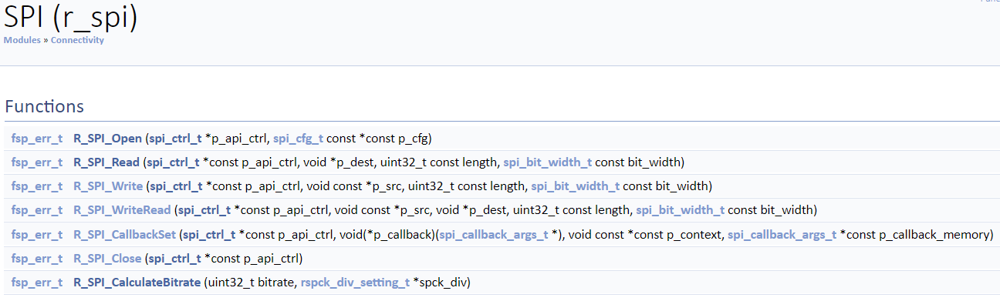 SPI (r_spi)
Modules » Connectivity
Functions
fsp_err_t R_SPI_Open (spi_ctrl_t *p_api_ctrl, spi_cfg_t const *const p_cfg)
fsp_err_t R_SPI_Read (spi_ctrl_t *const p_api_ctrl, void *p_dest, uint32_t const length, spi_bit_width_t const bit_width)
fsp_err_t R_SPI_Write (spi_ctrl_t *const p_api_ctrl, void const *p_src, uint32_t const length, spi_bit_width_t const bit_width)
fsp_err_t R_SPI_WriteRead (spi_ctrl_t *const p_api_ctrl, void const *p_src, void *p_dest, uint32_t const length, spi_bit_width_t const bit_width)
fsp_err_t R_SPI_CallbackSet (spi_ctrl_t *const p_api_ctrl, void(*p_callback)(spi_callback_args_t *), void const *const p_context, spi_callback_args_t *const p_callback_memory)
fsp_err_t R_SPI_Close (spi_ctrl_t *const p_api_ctrl)
fsp_err_t R_SPI_CalculateBitrate (uint32_t bitrate, rspck_div_setting_t *spck_div)